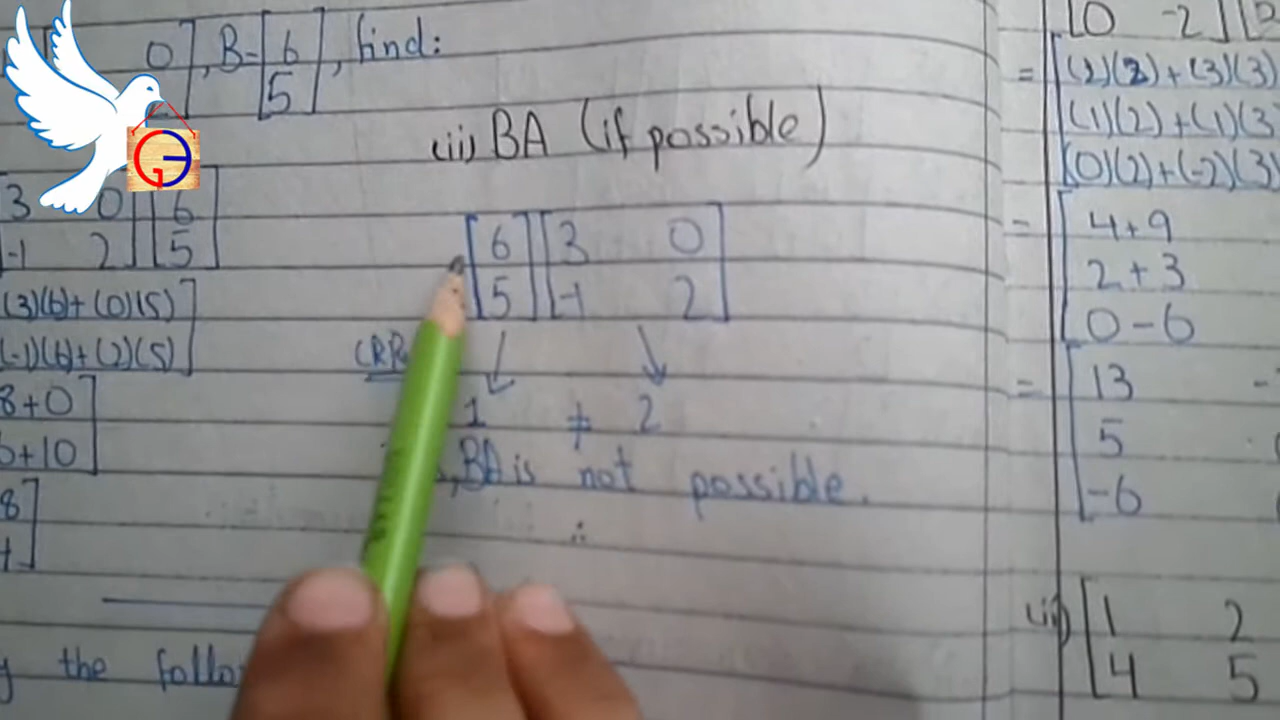 0], B=[6
5], find:
(ii) BA (if possible)
[3 0][6
-1 2][5]
(3)(6)+(0)(5)]
(-1)(6)+(2)(5)]
8+0]
6+10]
8]
[6][3 0]
[5][-1 2]
1 ≠ 2
BA is not possible.
∴
the
[0 -2]
= [(2)(2)+(3)(3)
(1)(2)+(1)(3
(0)(2)+(-2)(3)
= [4+9
2+3
0-6
= [13
5
-6
(ii) [1 2
4 5
GE